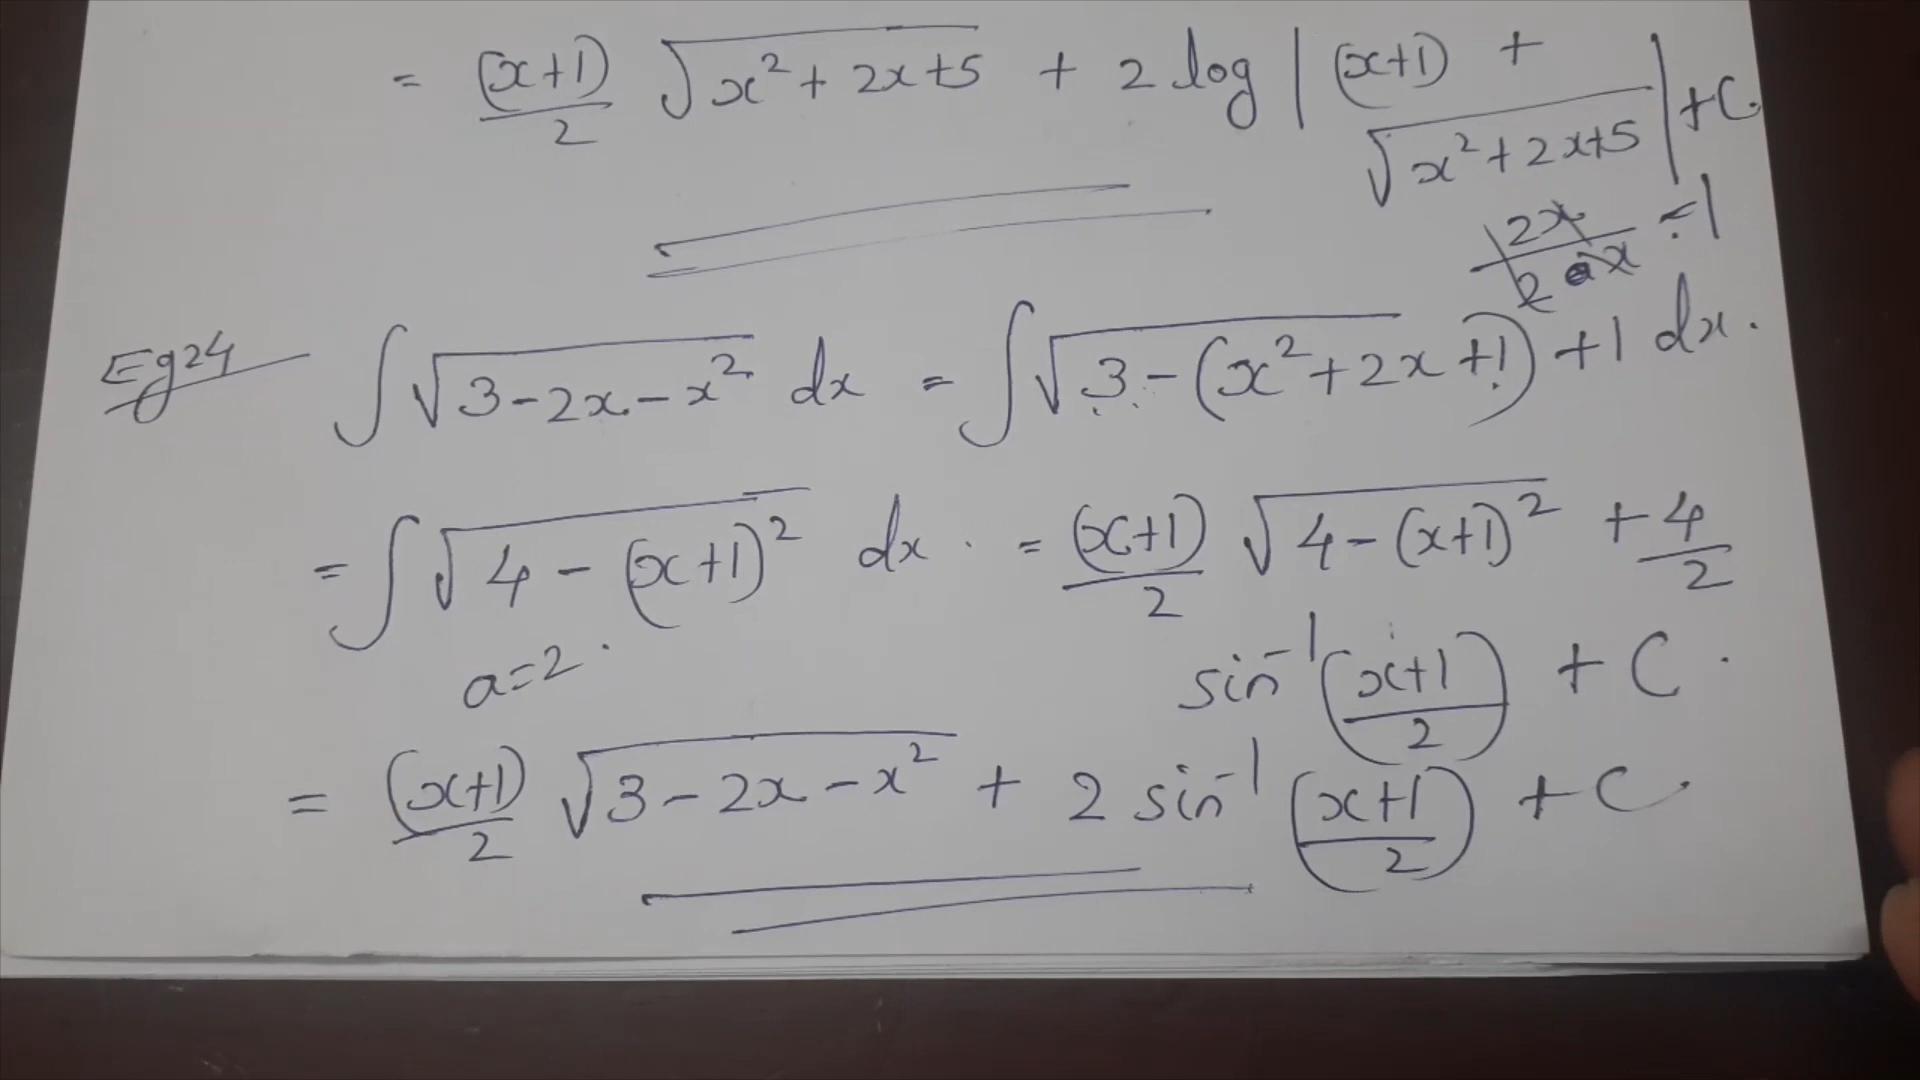 = (x+1)/2 √x²+2x+5 + 2 log |(x+1) +
√x²+2x+5| + C.
2x/2x = 1
Eg 24 ∫√3-2x-x² dx = ∫√3-(x²+2x+1)+1 dx.
= ∫√4-(x+1)² dx. = (x+1)/2 √4-(x+1)² + 4/2
a=2. sin⁻¹((x+1)/2) + C.
= (x+1)/2 √3-2x-x² + 2 sin⁻¹((x+1)/2) + C.